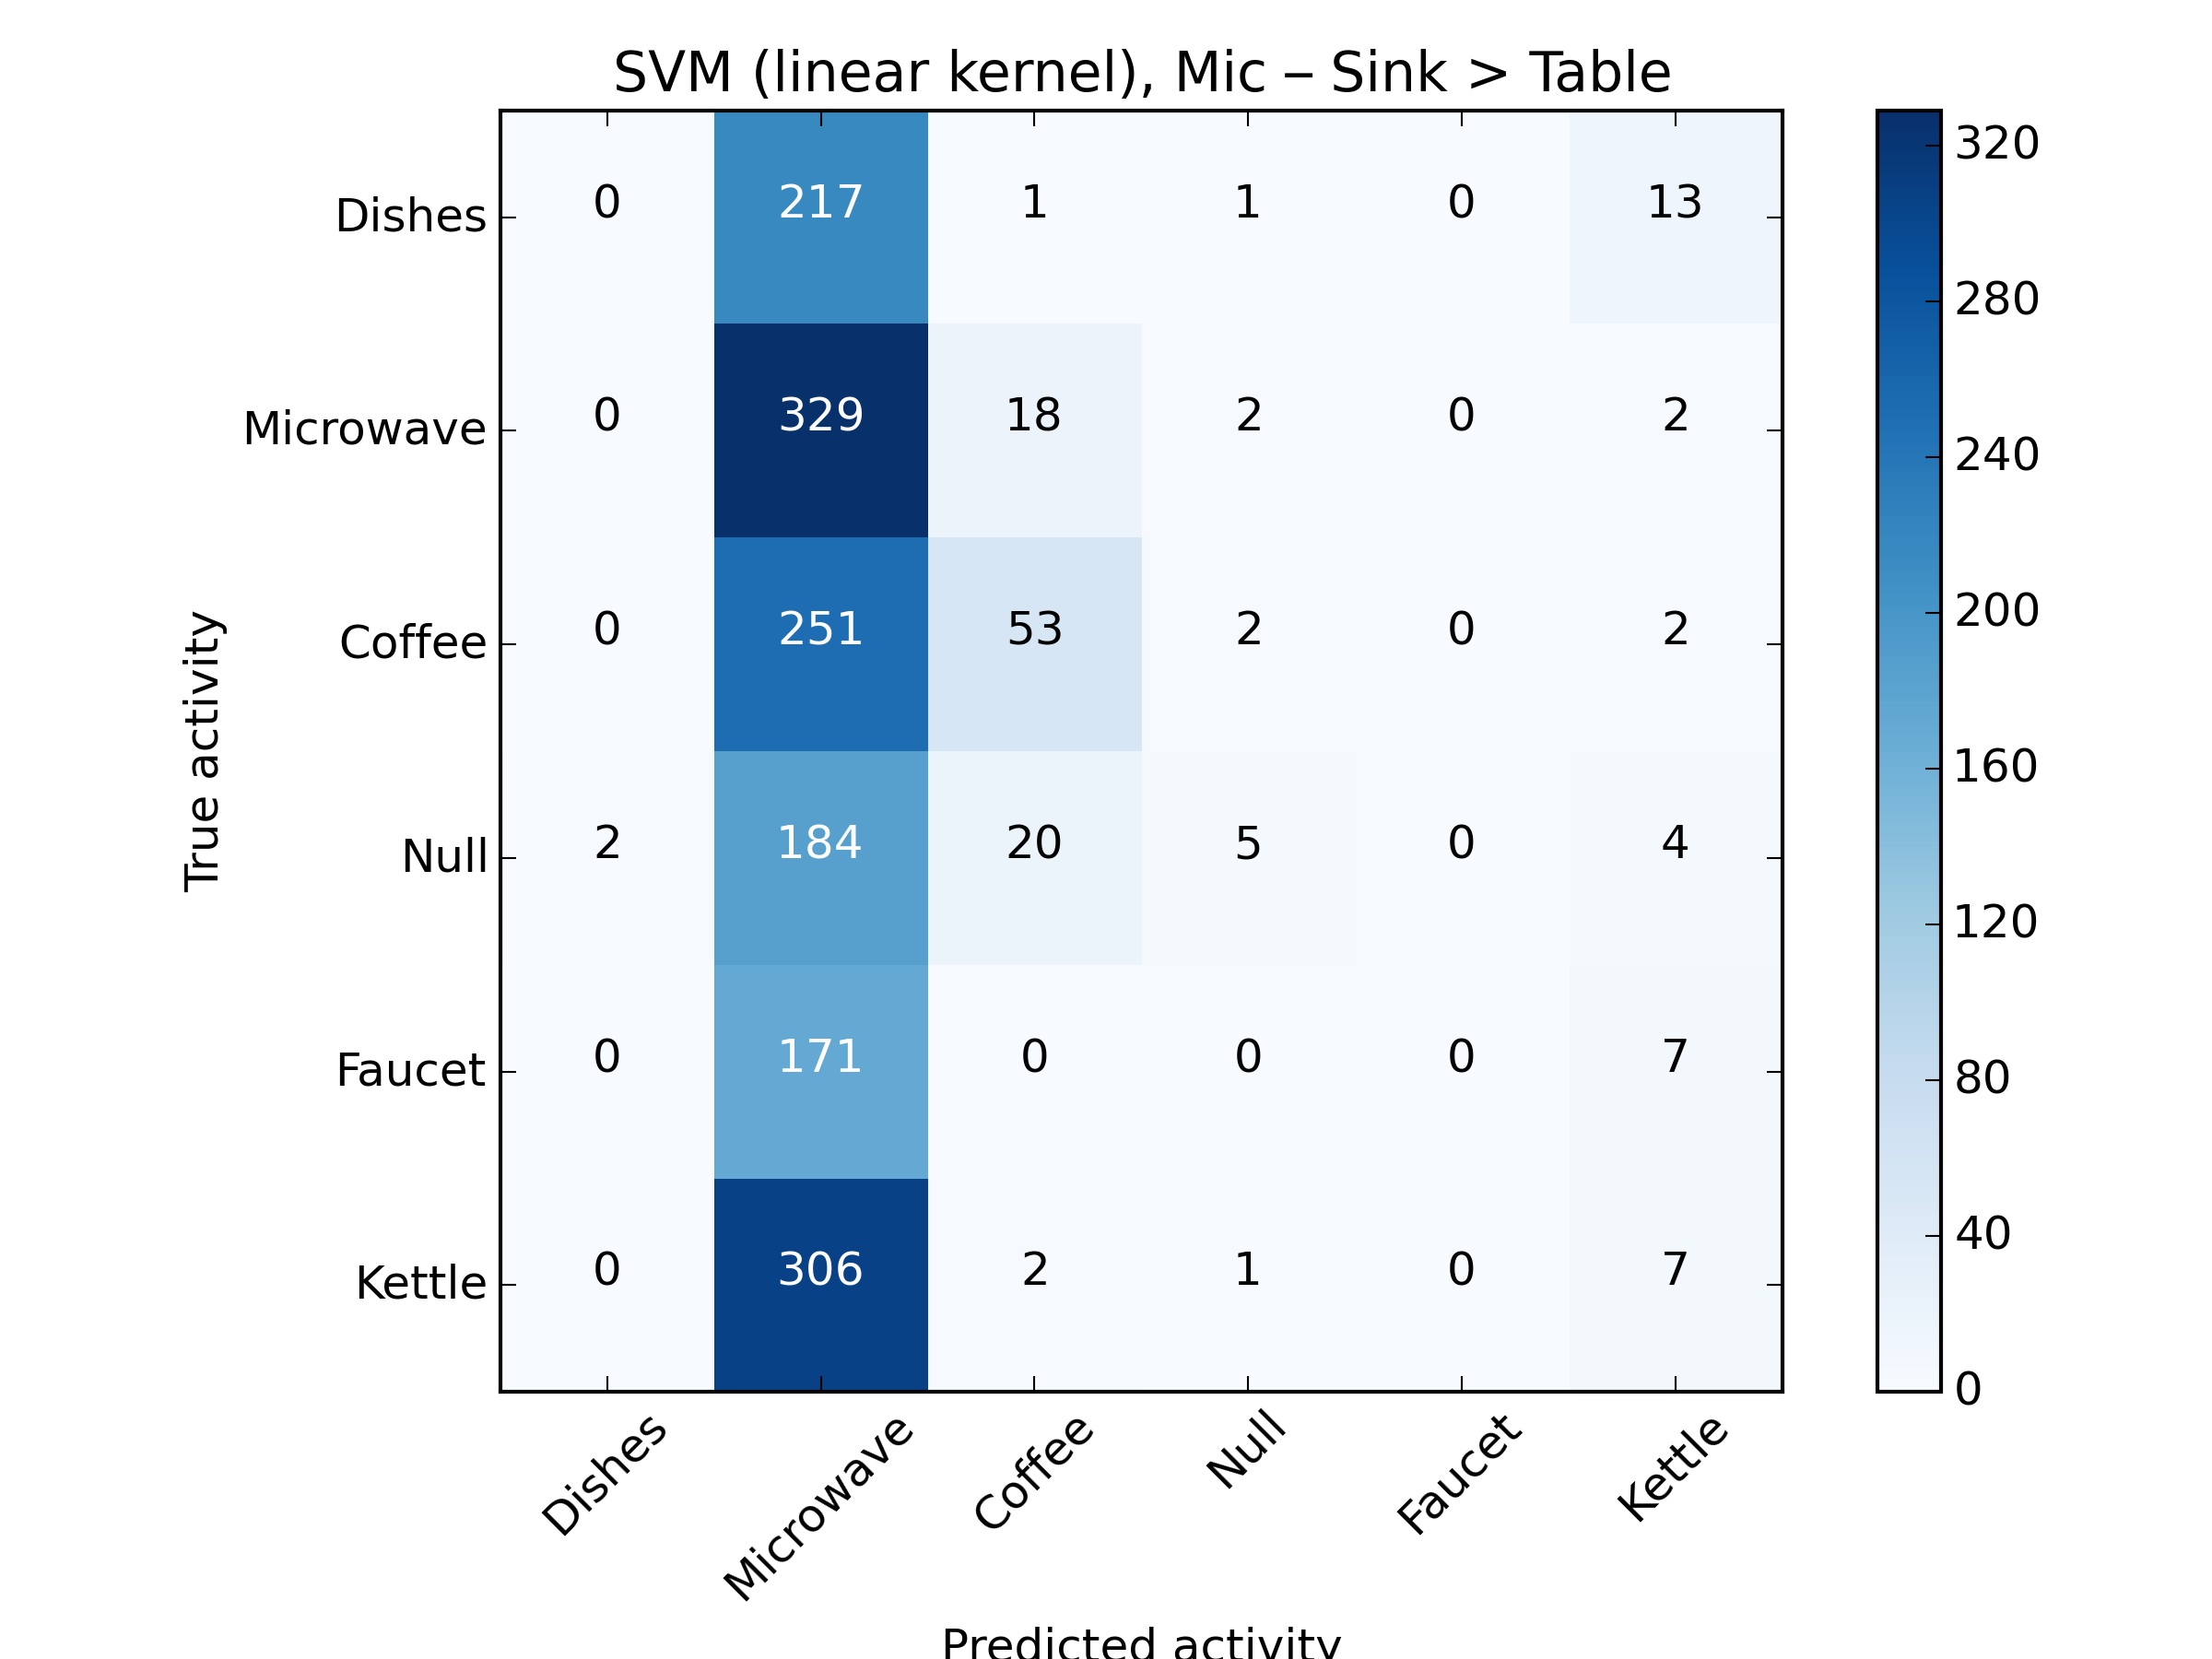 SVM (linear kernel), Mic – Sink > Table
Dishes 0 217 1 1 0 13
Microwave 0 329 18 2 0 2
Coffee 0 251 53 2 0 2
Null 2 184 20 5 0 4
Faucet 0 171 0 0 0 7
Kettle 0 306 2 1 0 7
True activity
Dishes Microwave Coffee Null Faucet Kettle
Predicted activity
320
280
240
200
160
120
80
40
0